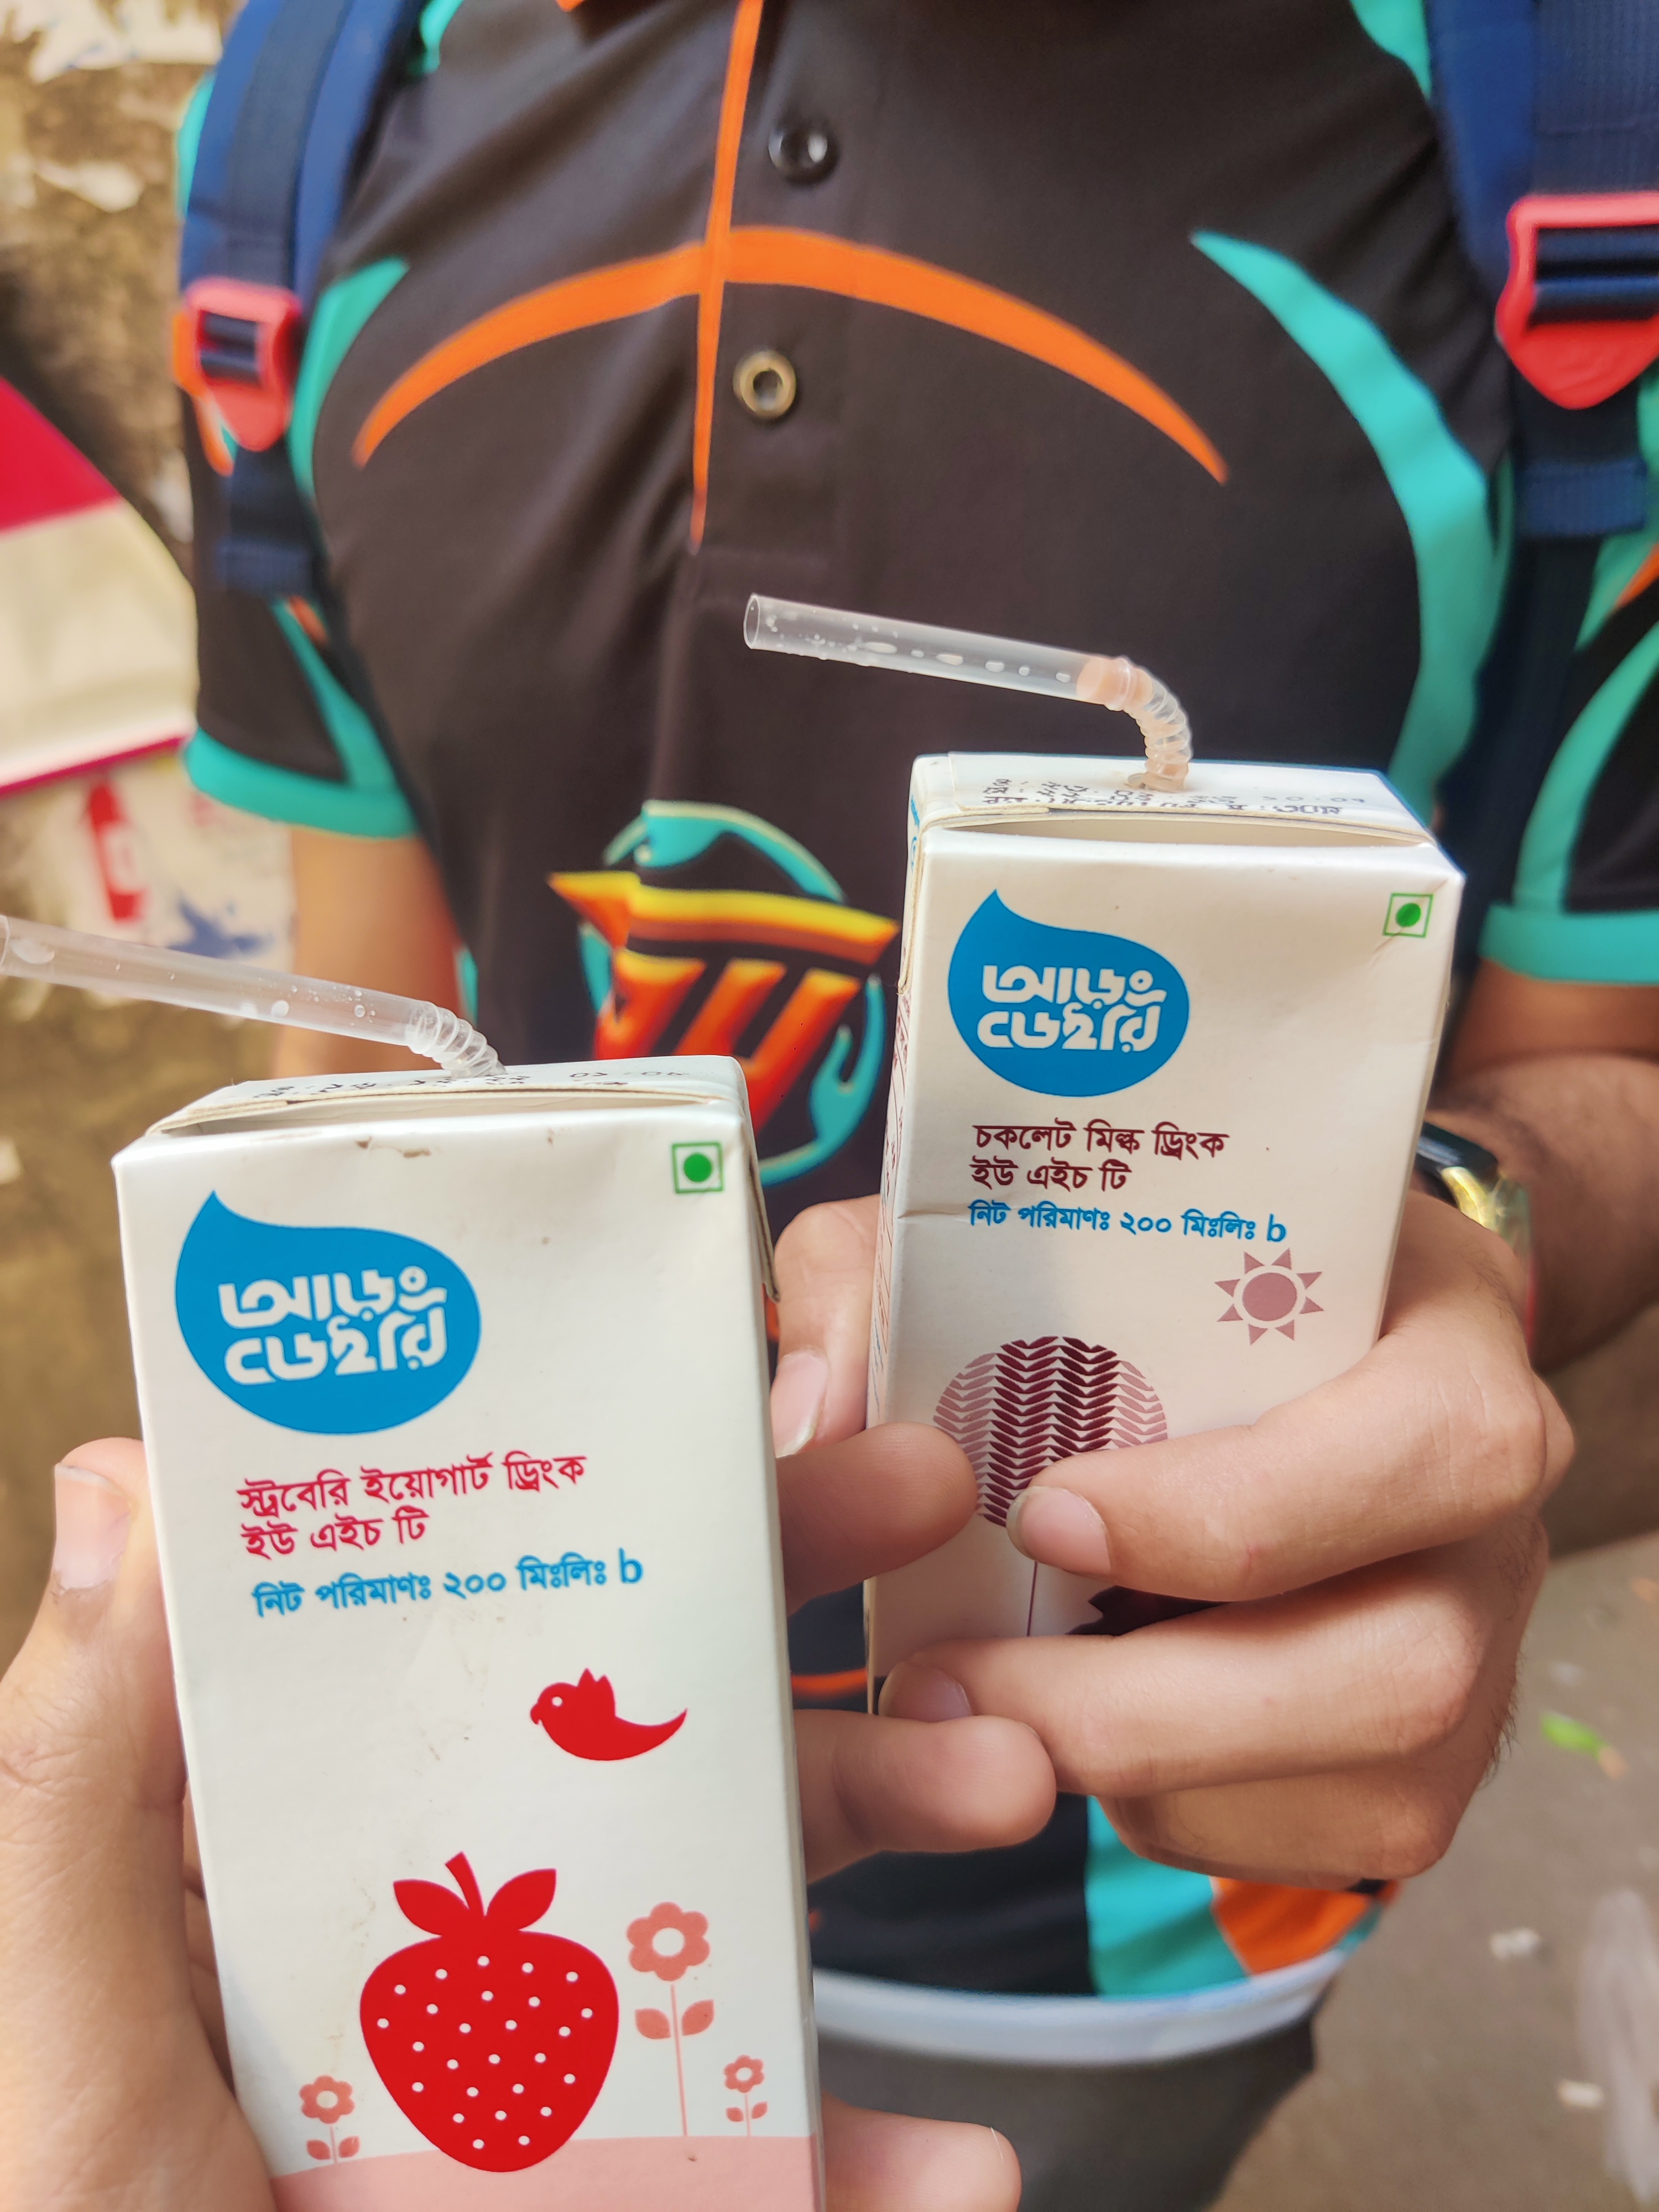 আড়ং
ডেইরি
চকলেট মিল্ক ড্রিংক
ইউ এইচ টি
নিট পরিমাণঃ ২০০ মিঃলিঃ b
আড়ং
ডেইরি
স্ট্রবেরি ইয়োগার্ট ড্রিংক
ইউ এইচ টি
নিট পরিমাণঃ ২০০ মিঃলিঃ b